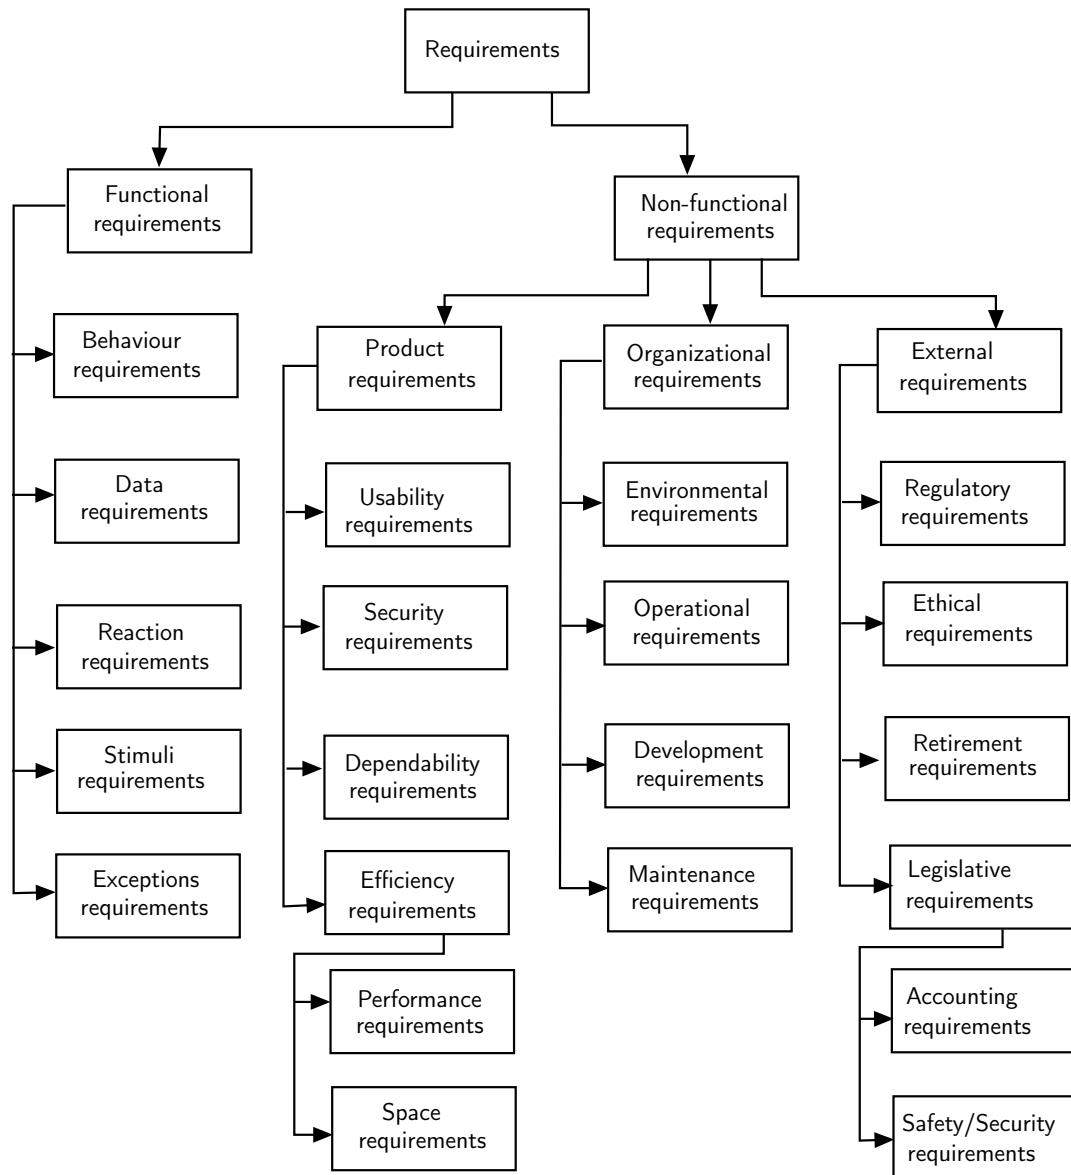 Requirements
Functional
requirements
Non-functional
requirements
Behaviour
requirements
Data
requirements
Reaction
requirements
Stimuli
requirements
Exceptions
requirements
Product
requirements
Usability
requirements
Security
requirements
Dependability
requirements
Efficiency
requirements
Performance
requirements
Space
requirements
Organizational
requirements
Environmental
requirements
Operational
requirements
Development
requirements
Maintenance
requirements
External
requirements
Regulatory
requirements
Ethical
requirements
Retirement
requirements
Legislative
requirements
Accounting
requirements
Safety/Security
requirements